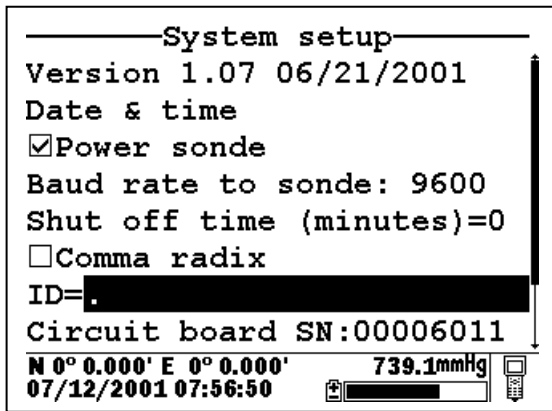 System setup
Version 1.07 06/21/2001
Date & time
☑Power sonde
Baud rate to sonde: 9600
Shut off time (minutes)=0
☐Comma radix
ID=.
Circuit board SN:00006011
N 0° 0.000' E 0° 0.000' 739.1mmHg
07/12/2001 07:56:50